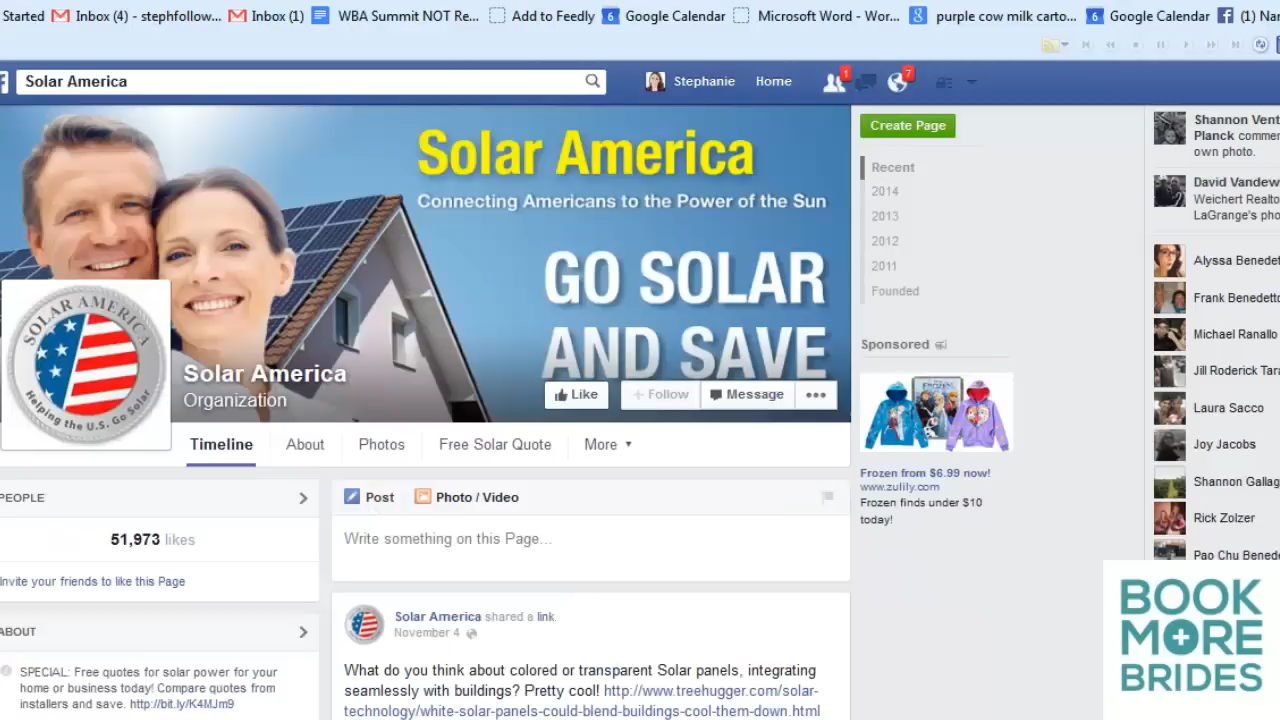 Started Inbox (4) - stephfollow... Inbox (1) WBA Summit NOT Re... Add to Feedly 6 Google Calendar Microsoft Word - Wor... 8 purple cow milk carto... 6 Google Calendar (1)
Solar America Stephanie Home 1 7
Solar America
Connecting Americans to the Power of the Sun
GO SOLAR
AND SAVE
SOLAR AMERICA
Helping the U.S. Go Solar
Solar America
Organization
Like + Follow Message
Timeline About Photos Free Solar Quote More
PEOPLE
51,973 likes
Invite your friends to like this Page
ABOUT
SPECIAL: Free quotes for solar power for your
home or business today! Compare quotes from
installers and save. http://bit.ly/K4MJm9
Post Photo / Video
Write something on this Page...
Solar America shared a link.
November 4
What do you think about colored or transparent Solar panels, integrating
seamlessly with buildings? Pretty cool! http://www.treehugger.com/solar-
technology/white-solar-panels-could-blend-buildings-cool-them-down.html
Create Page
Recent
2014
2013
2012
2011
Founded
Sponsored
FROZEN
Frozen from $6.99 now!
www.zulily.com
Frozen finds under $10
today!
Shannon Vent
Planck commen
own photo.
David Vandew
Weichert Realto
LaGrange's pho
Alyssa Benedet
Frank Benedetto
Michael Ranallo
Jill Roderick Tara
Laura Sacco
Joy Jacobs
Shannon Gallag
Rick Zolzer
Pao Chu Benede
BOOK
MORE
BRIDES